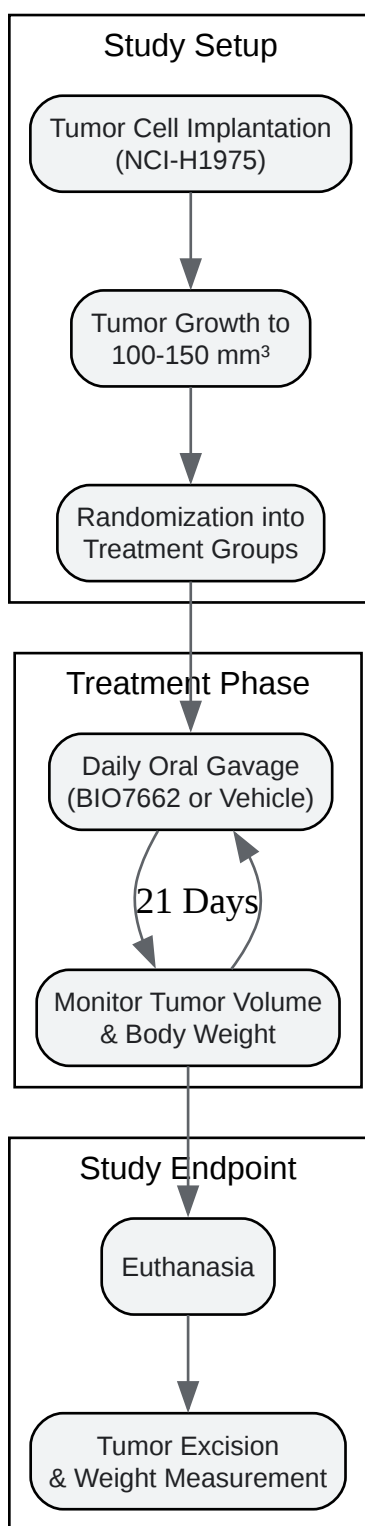 Study Setup
Tumor Cell Implantation
(NCI-H1975)
Tumor Growth to
100-150 mm³
Randomization into
Treatment Groups
Treatment Phase
Daily Oral Gavage
(BIO7662 or Vehicle)
21 Days
Monitor Tumor Volume
& Body Weight
Study Endpoint
Euthanasia
Tumor Excision
& Weight Measurement